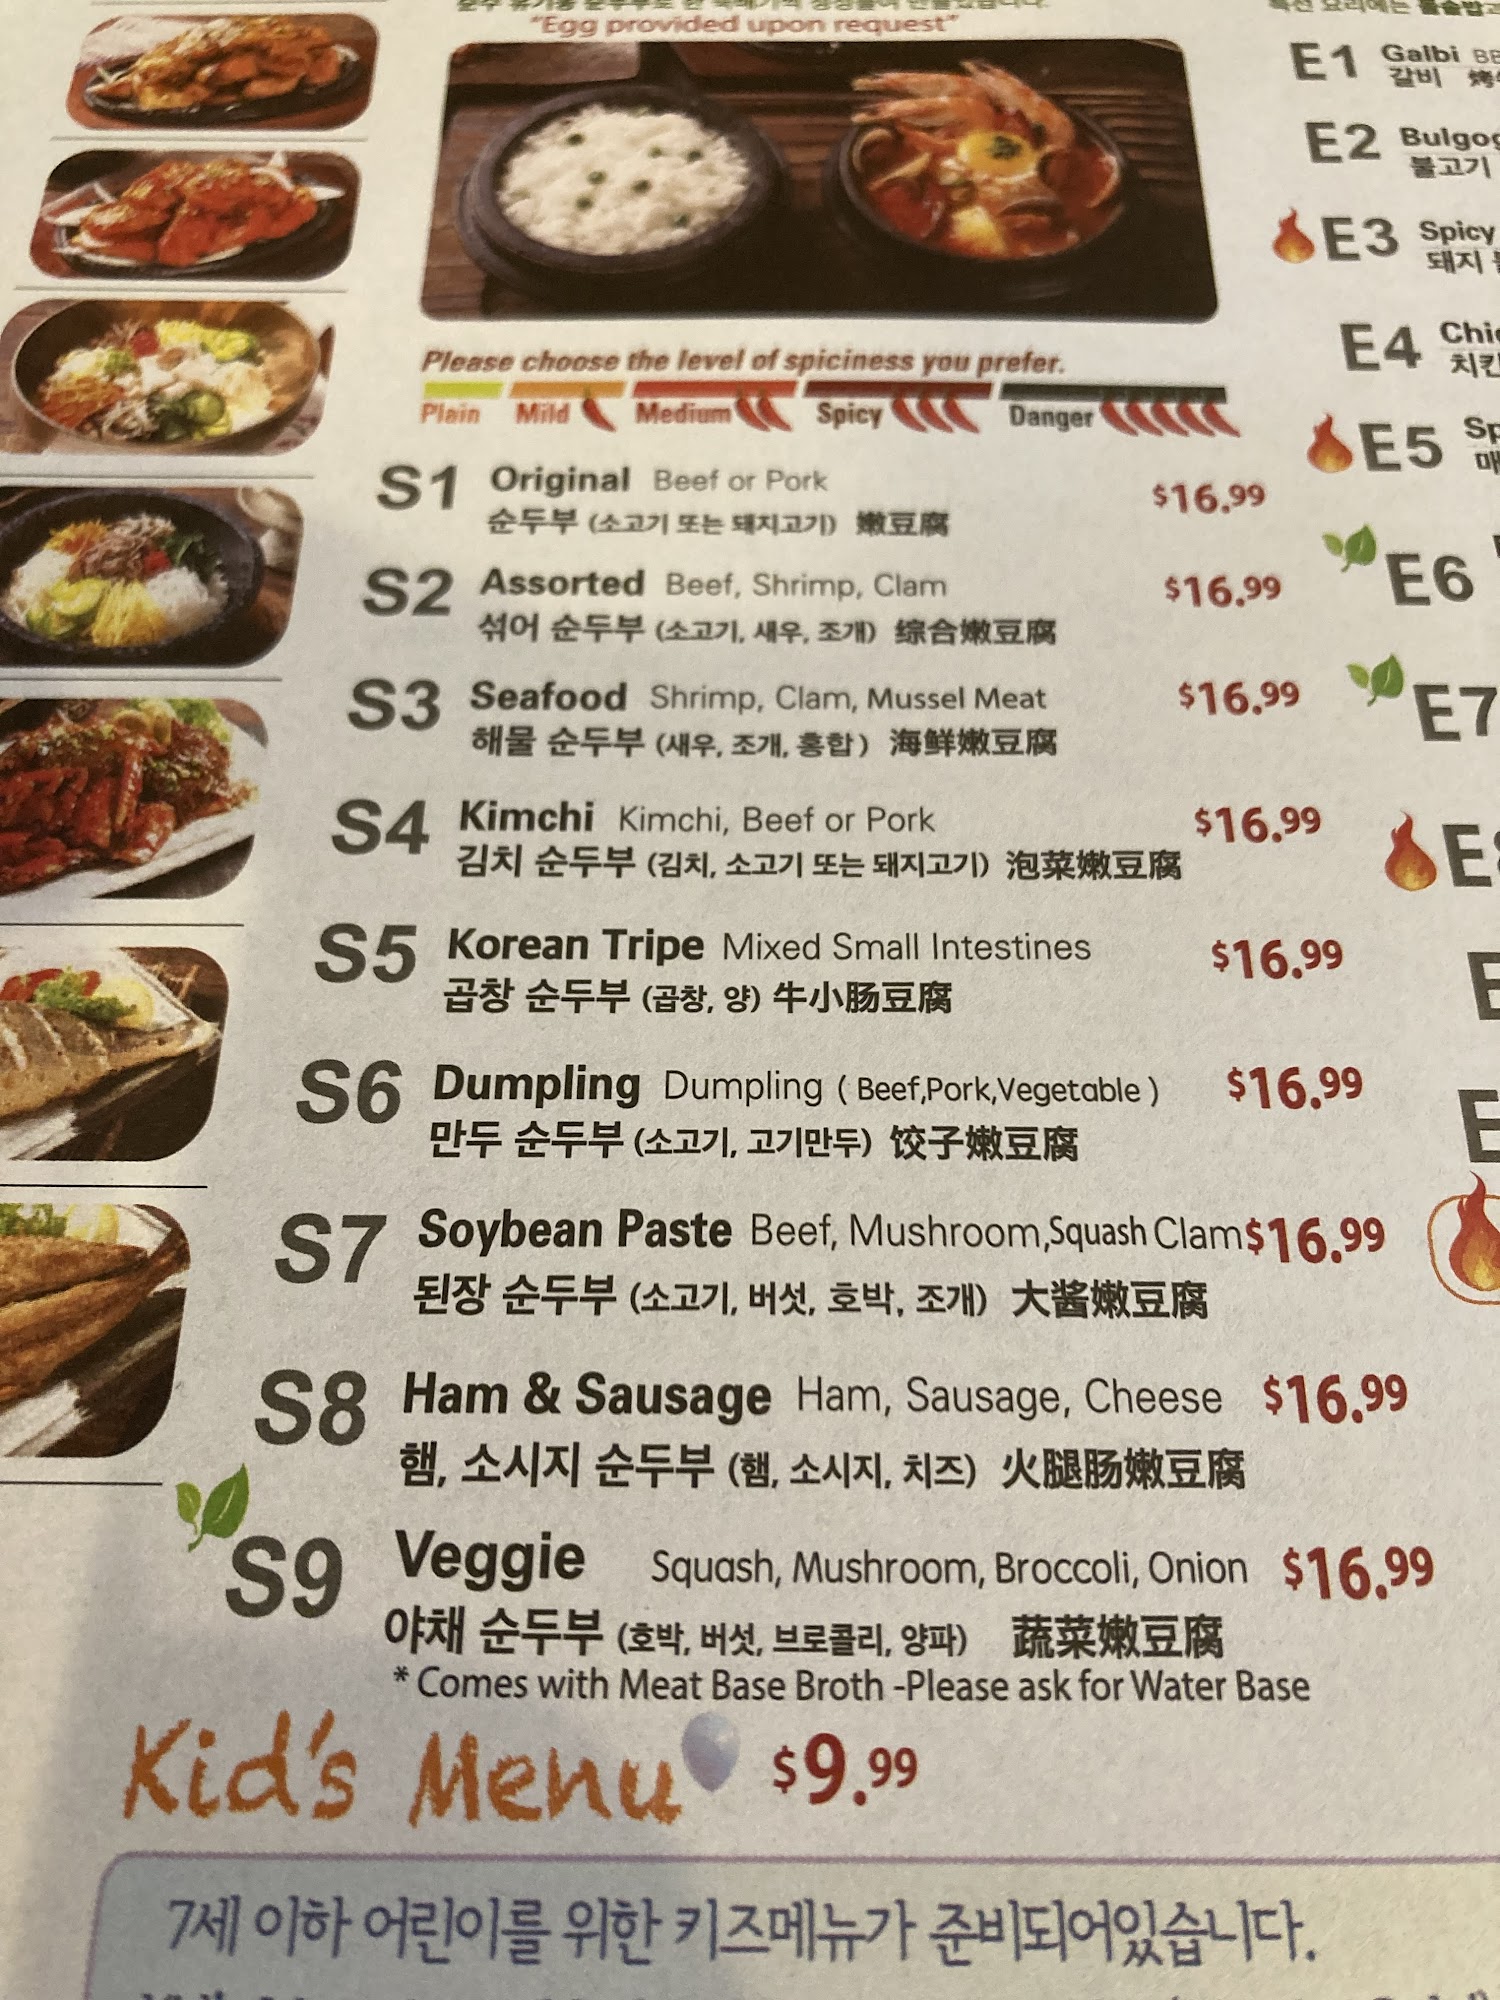 "Egg provided upon request"
Please choose the level of spiciness you prefer.
Plain Mild Medium Spicy Danger
S1 Original Beef or Pork $16.99
순두부 (소고기 또는 돼지고기) 嫩豆腐
S2 Assorted Beef, Shrimp, Clam $16.99
섞어 순두부 (소고기, 새우, 조개) 综合嫩豆腐
S3 Seafood Shrimp, Clam, Mussel Meat $16.99
해물 순두부 (새우, 조개, 홍합) 海鲜嫩豆腐
S4 Kimchi Kimchi, Beef or Pork $16.99
김치 순두부 (김치, 소고기 또는 돼지고기) 泡菜嫩豆腐
S5 Korean Tripe Mixed Small Intestines $16.99
곱창 순두부 (곱창, 양) 牛小肠豆腐
S6 Dumpling Dumpling ( Beef,Pork,Vegetable ) $16.99
만두 순두부 (소고기, 고기만두) 饺子嫩豆腐
S7 Soybean Paste Beef, Mushroom,Squash Clam $16.99
된장 순두부 (소고기, 버섯, 호박, 조개) 大酱嫩豆腐
S8 Ham & Sausage Ham, Sausage, Cheese $16.99
햄, 소시지 순두부 (햄, 소시지, 치즈) 火腿肠嫩豆腐
S9 Veggie Squash, Mushroom, Broccoli, Onion $16.99
야채 순두부 (호박, 버섯, 브로콜리, 양파) 蔬菜嫩豆腐
* Comes with Meat Base Broth -Please ask for Water Base
Kid's Menu $9.99
7세 이하 어린이를 위한 키즈메뉴가 준비되어있습니다.
E1 Galbi
갈비
E2
불고기
E3 Spicy
돼지
E4
치킨
E5
매
E6
E7